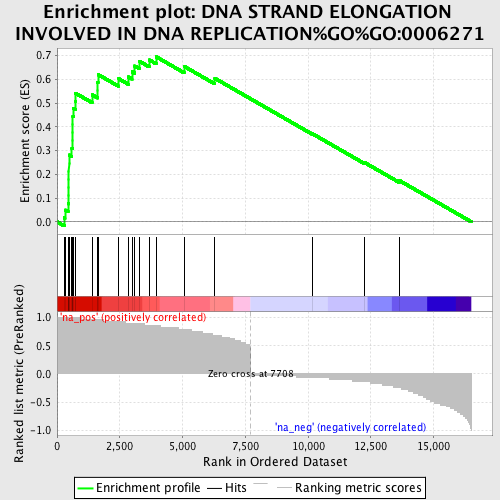 Enrichment plot: DNA STRAND ELONGATION
INVOLVED IN DNA REPLICATION%GO%GO:0006271
Enrichment score (ES)
0.7
0.6
0.5
0.4
0.3
0.2
0.1
0.0
Ranked list metric (PreRanked)
1.0
0.5
0.0
-0.5
-1.0
'na_pos' (positively correlated)
Zero cross at 7708
'na_neg' (negatively correlated)
0
2,500
5,000
7,500
10,000
12,500
15,000
Rank in Ordered Dataset
Enrichment profile
Hits
Ranking metric scores